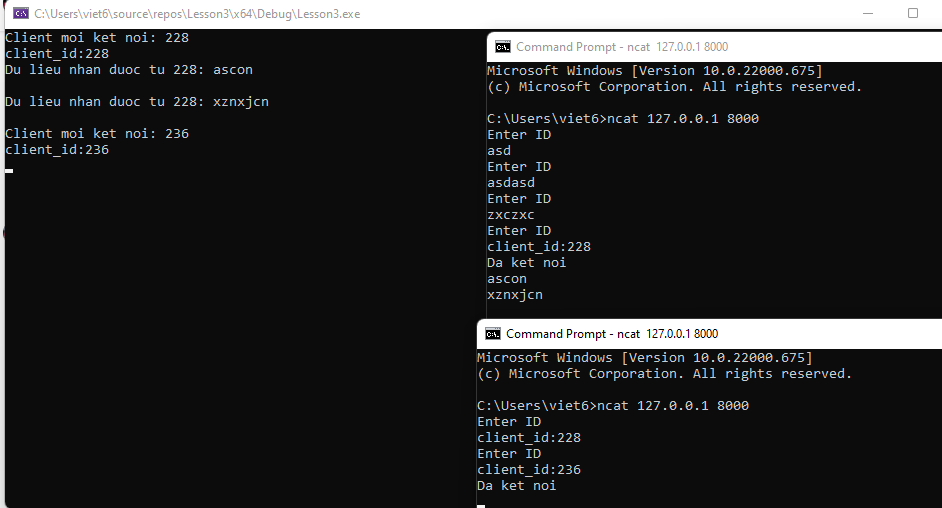 C:\Users\viet6\source\repos\Lesson3\x64\Debug\Lesson3.exe
Client moi ket noi: 228
client_id:228
Du lieu nhan duoc tu 228: ascon
Du lieu nhan duoc tu 228: xznxjcn
Client moi ket noi: 236
client_id:236
Command Prompt - ncat 127.0.0.1 8000
Microsoft Windows [Version 10.0.22000.675]
(c) Microsoft Corporation. All rights reserved.
C:\Users\viet6>ncat 127.0.0.1 8000
Enter ID
asd
Enter ID
asdasd
Enter ID
zxczxc
Enter ID
client_id:228
Da ket noi
ascon
xznxjcn
Command Prompt - ncat 127.0.0.1 8000
Microsoft Windows [Version 10.0.22000.675]
(c) Microsoft Corporation. All rights reserved.
C:\Users\viet6>ncat 127.0.0.1 8000
Enter ID
client_id:228
Enter ID
client_id:236
Da ket noi